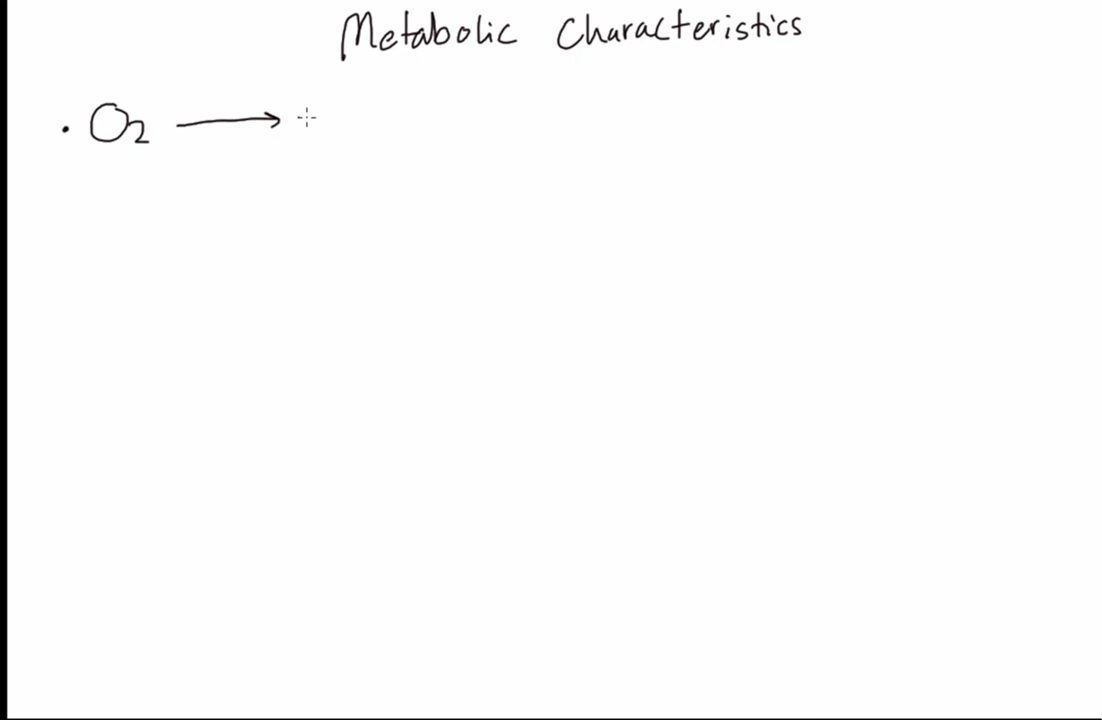 Metabolic Characteristics
. O2 →